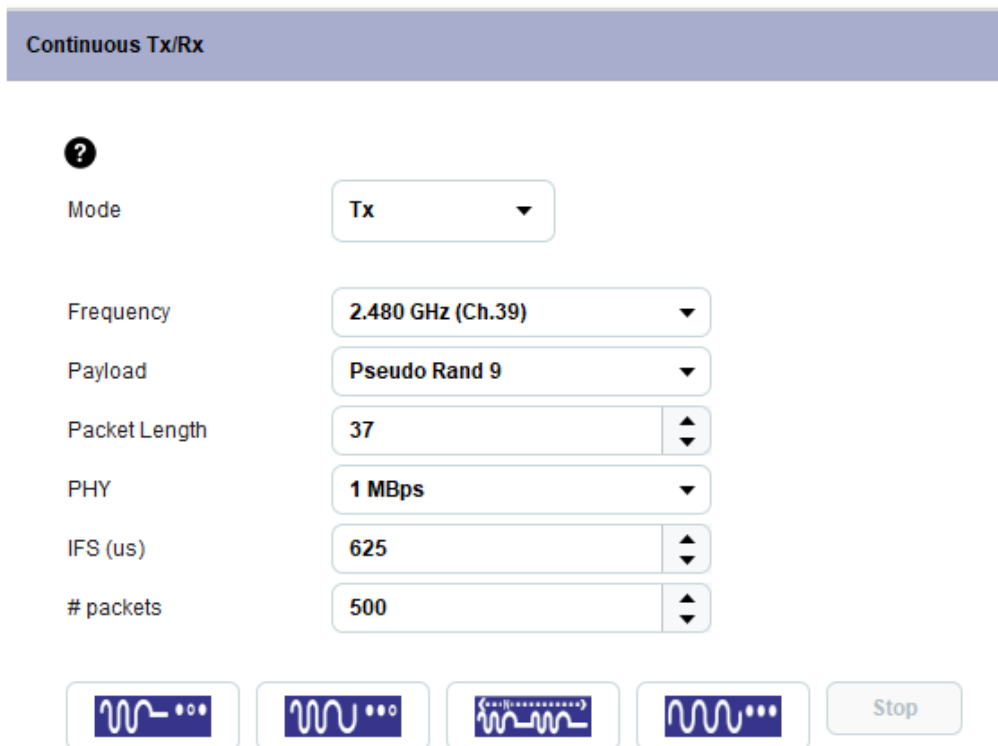 Continuous Tx/Rx
?
Mode Tx
Frequency 2.480 GHz (Ch.39)
Payload Pseudo Rand 9
Packet Length 37
PHY 1 MBps
IFS (us) 625
# packets 500
N
Stop